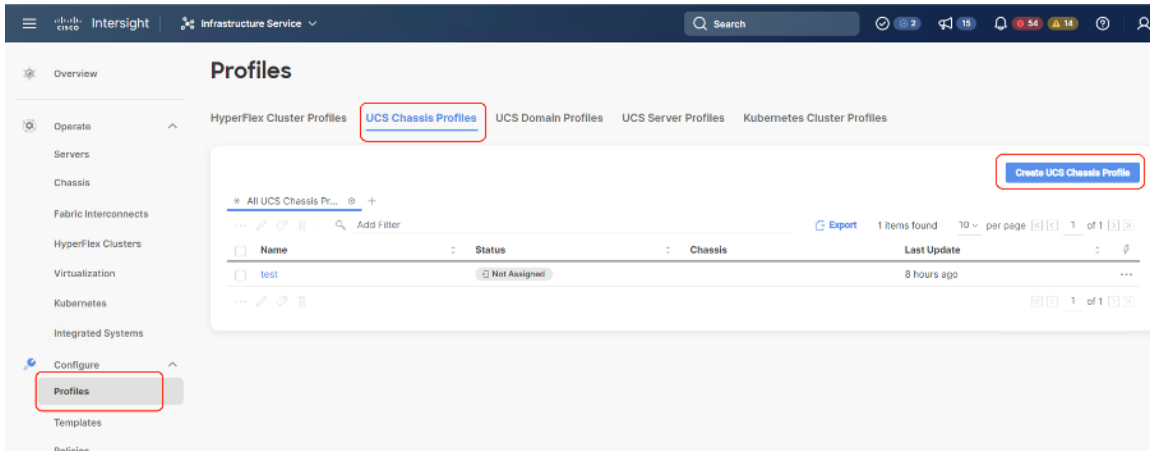 cisco Intersight Infrastructure Service Search 2 15 54 14
Profiles
Overview
HyperFlex Cluster Profiles UCS Chassis Profiles UCS Domain Profiles UCS Server Profiles Kubernetes Cluster Profiles
Operate
Servers
Chassis
Create UCS Chassis Profile
All UCS Chassis Pr... +
Fabric Interconnects
Add Filter Export 1 items found 10 per page 1 of 1
HyperFlex Clusters
Name Status Chassis Last Update
Virtualization
test Not Assigned 8 hours ago ...
Kubernetes
1 of 1
Integrated Systems
Configure
Profiles
Templates
Policies